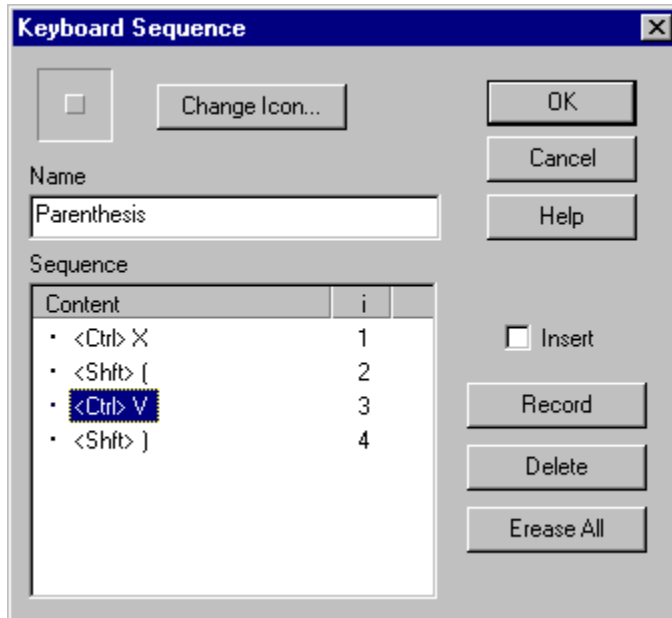 Keyboard Sequence
Change Icon...
OK
Cancel
Name
Parenthesis
Help
Sequence
Content i
<Ctrl> X 1
Insert
<Shft> ( 2
<Ctrl> V 3
Record
<Shft> ) 4
Delete
Erease All